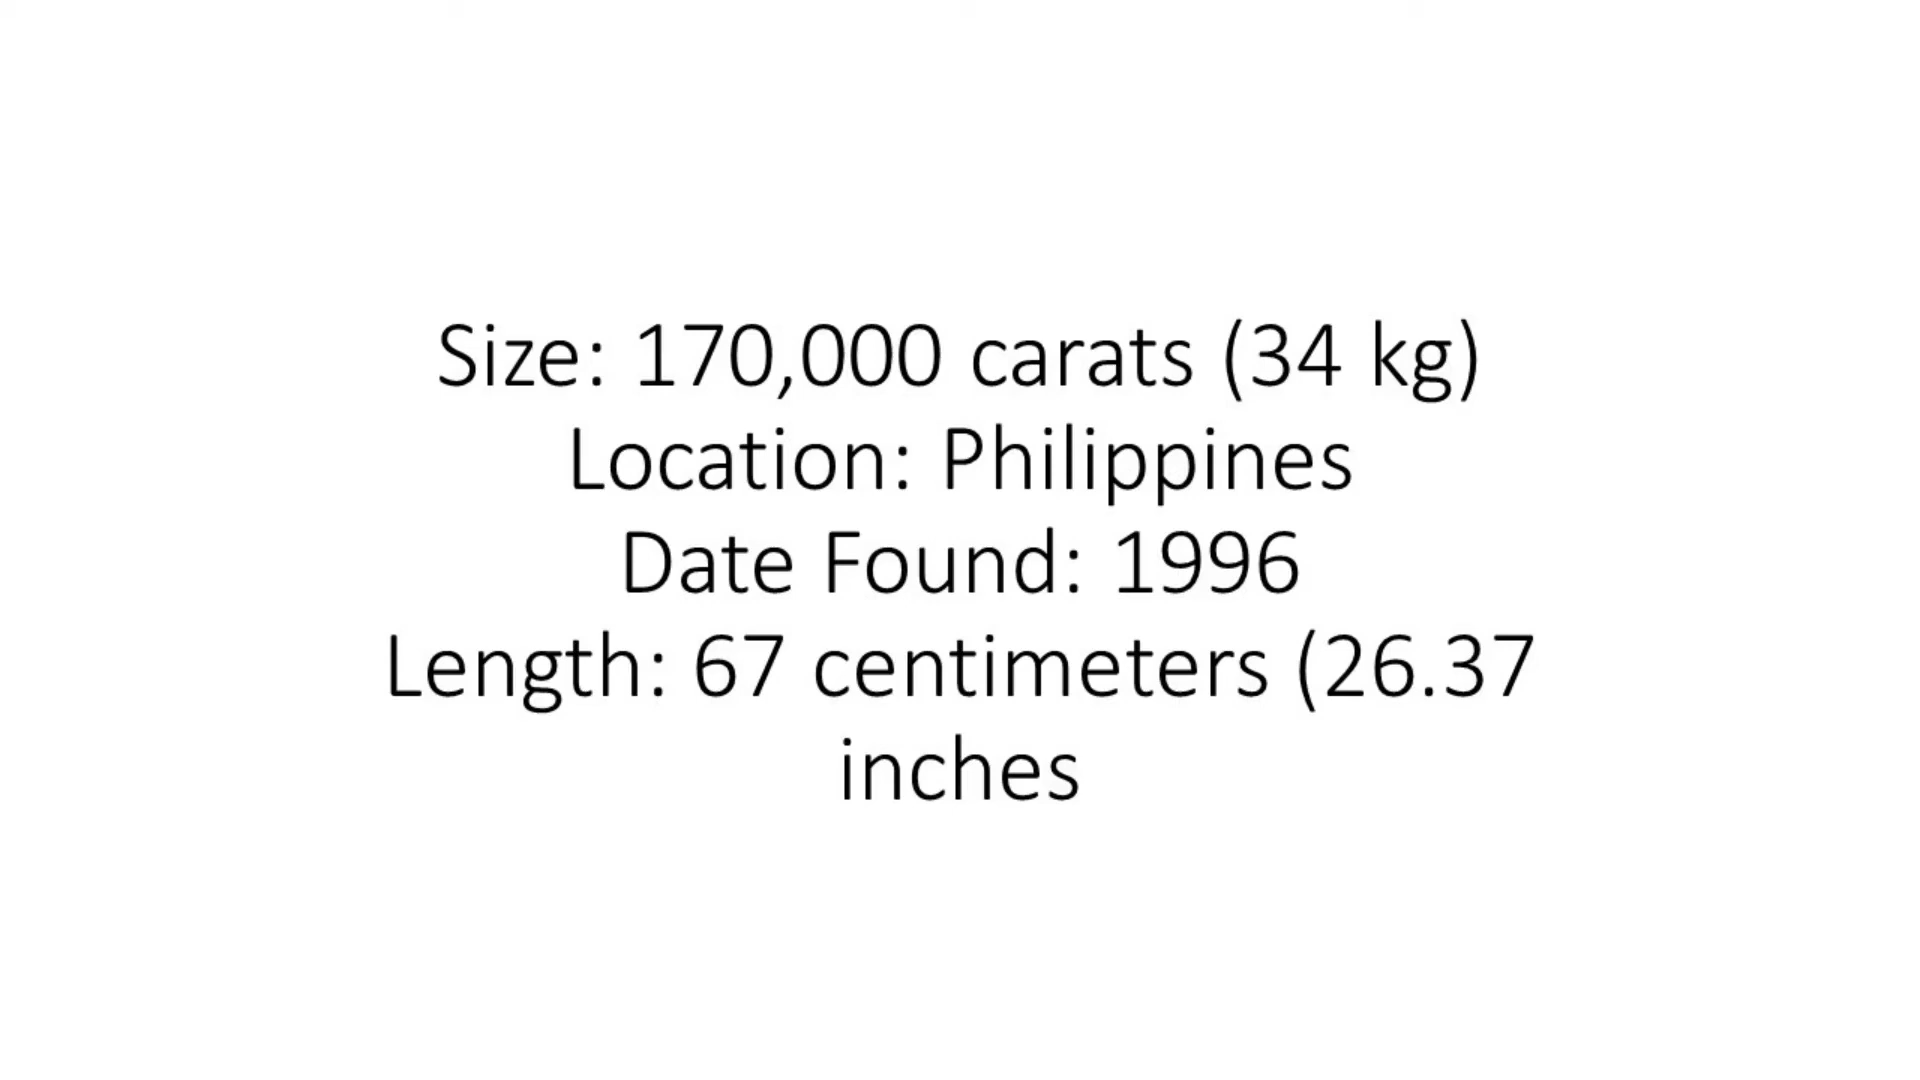 Size: 170,000 carats (34 kg)
Location: Philippines
Date Found: 1996
Length: 67 centimeters (26.37
inches